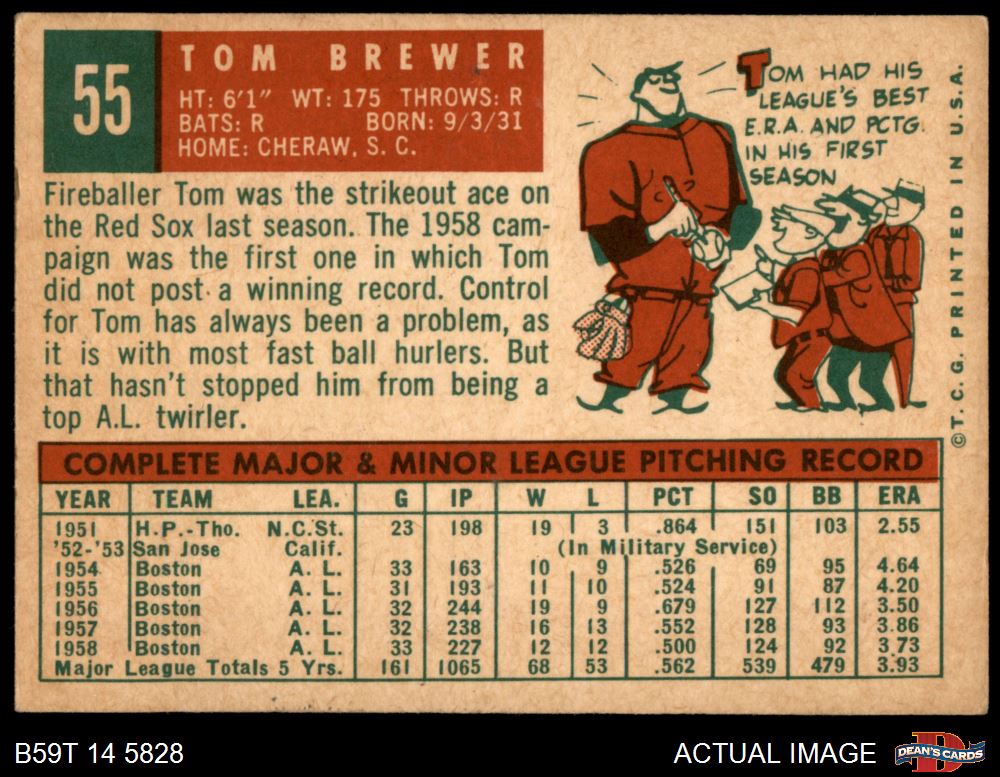 55
TOM BREWER
HT: 6'1" WT: 175 THROWS: R
BATS: R BORN: 9/3/31
HOME: CHERAW, S. C.
Fireballer Tom was the strikeout ace on
the Red Sox last season. The 1958 cam-
paign was the first one in which Tom
did not post a winning record. Control
for Tom has always been a problem, as
it is with most fast ball hurlers. But
that hasn't stopped him from being a
top A.L. twirler.
TOM HAD HIS
LEAGUE'S BEST
E.R.A. AND PCTG.
IN HIS FIRST
SEASON
©T. C. G. PRINTED IN U.S.A.
COMPLETE MAJOR & MINOR LEAGUE PITCHING RECORD
YEAR TEAM LEA. G IP W L PCT SO BB ERA
1951 H.P.-Tho. N.C.St. 23 198 19 3 .864 151 103 2.55
'52-'53 San Jose Calif. (In Military Service)
1954 Boston A. L. 33 163 10 9 .526 69 95 4.64
1955 Boston A. L. 31 193 11 10 .524 91 87 4.20
1956 Boston A. L. 32 244 19 9 .679 127 112 3.50
1957 Boston A. L. 32 238 16 13 .552 128 93 3.86
1958 Boston A. L. 33 227 12 12 .500 124 92 3.73
Major League Totals 5 Yrs. 161 1065 68 53 .562 539 479 3.93
B59T 14 5828
ACTUAL IMAGE
D
DEAN'S CARDS